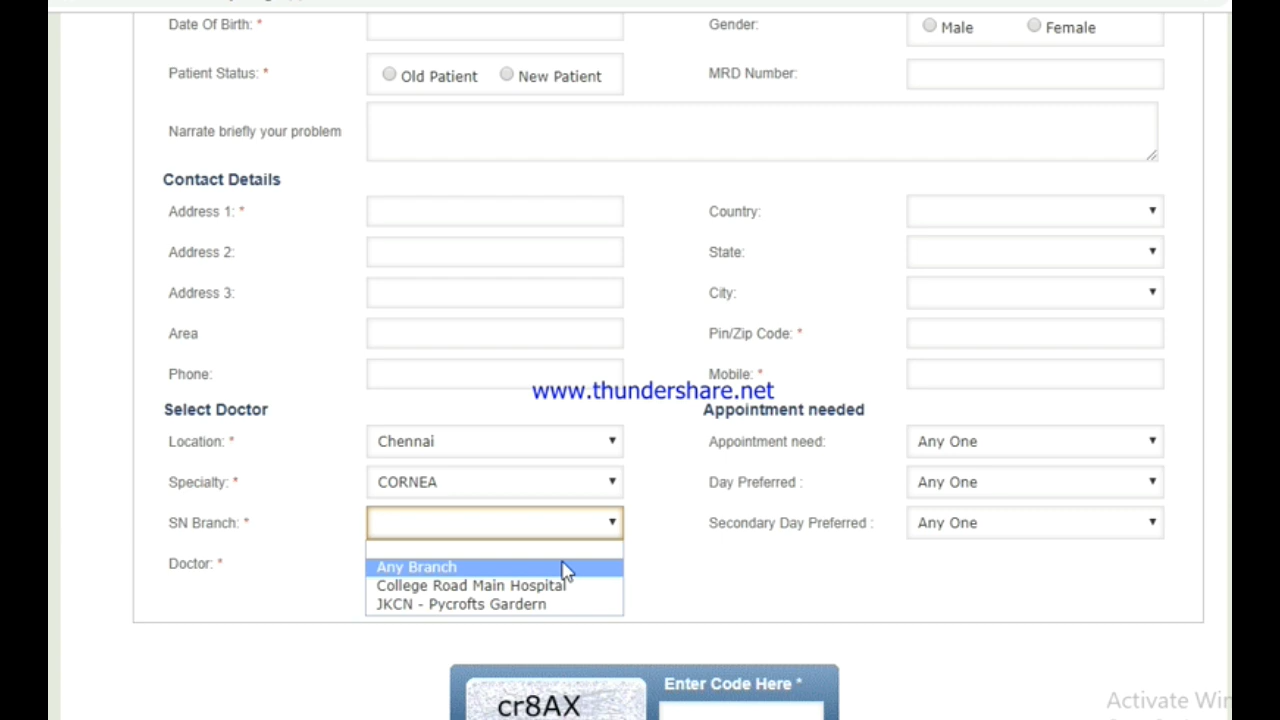 Date Of Birth: * Gender: Male Female
Patient Status: * Old Patient New Patient MRD Number:
Narrate briefly your problem
Contact Details
Address 1: * Country:
Address 2: State:
Address 3: City:
Area Pin/Zip Code: *
Phone: Mobile: *
www.thundershare.net
Select Doctor Appointment needed
Location: * Chennai Appointment need: Any One
Specialty: * CORNEA Day Preferred : Any One
SN Branch: * Secondary Day Preferred : Any One
Doctor: * Any Branch
College Road Main Hospital
JKCN - Pycrofts Gardern
Enter Code Here *
cr8AX
Activate Win